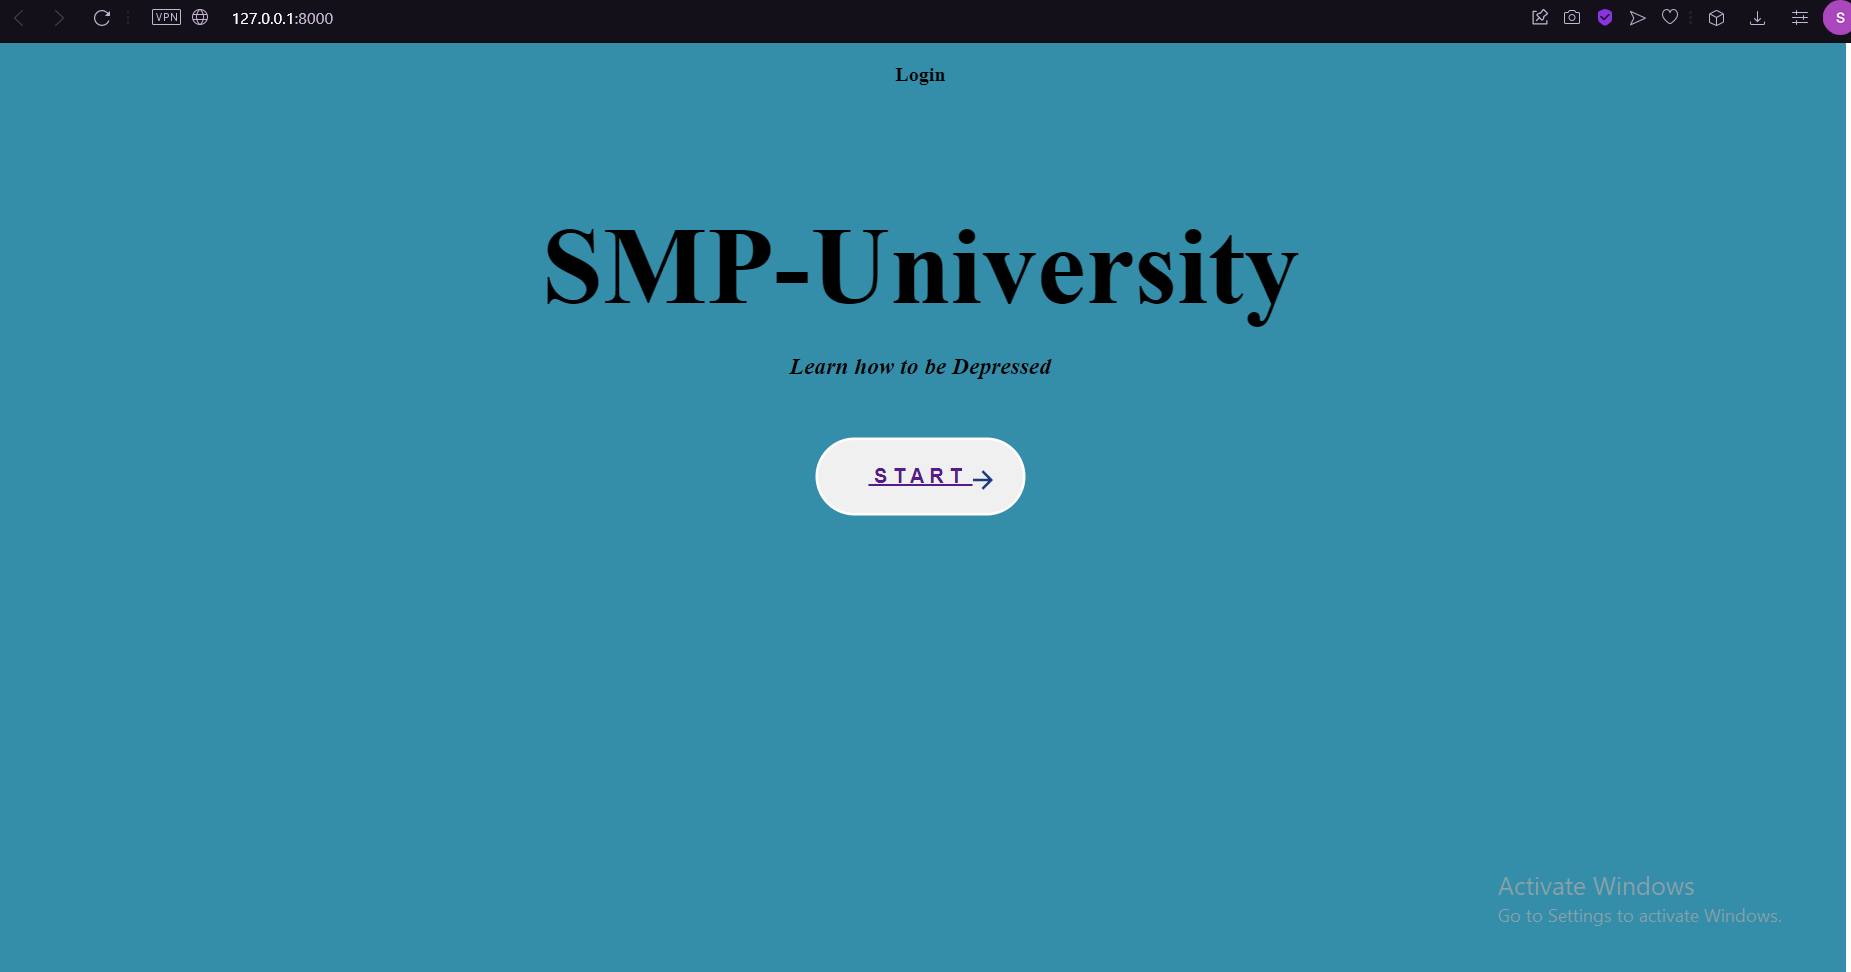 VPN 127.0.0.1:8000 S
Login
SMP-University
Learn how to be Depressed
START
Activate Windows
Go to Settings to activate Windows.